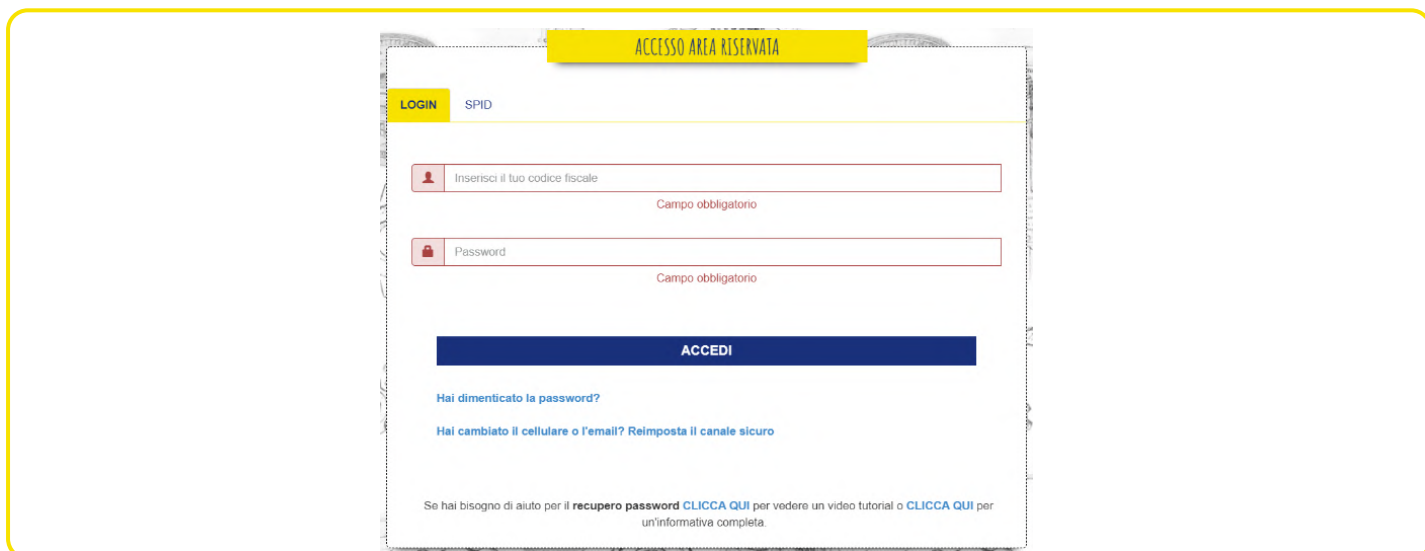 ACCESSO AREA RISERVATA
LOGIN SPID
Inserisci il tuo codice fiscale
Campo obbligatorio
Password
Campo obbligatorio
ACCEDI
Hai dimenticato la password?
Hai cambiato il cellulare o l'email? Reimposta il canale sicuro
Se hai bisogno di aiuto per il recupero password CLICCA QUI per vedere un video tutorial o CLICCA QUI per
un'informativa completa.